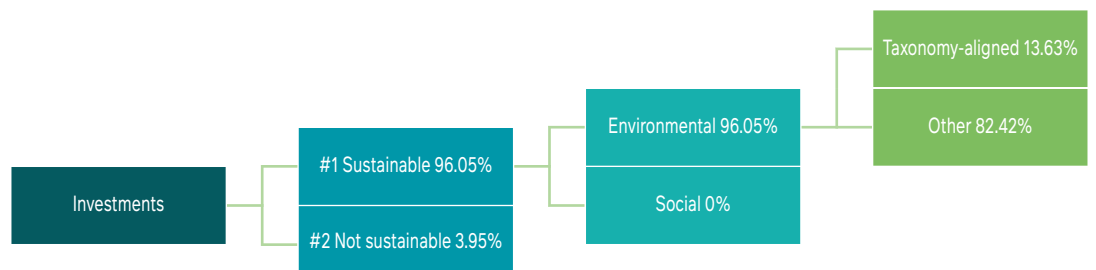 Investments
#1 Sustainable 96.05%
#2 Not sustainable 3.95%
Environmental 96.05%
Social 0%
Taxonomy-aligned 13.63%
Other 82.42%